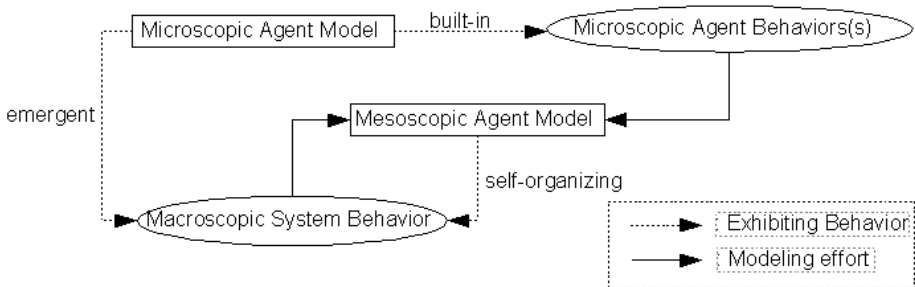 built-in
Microscopic Agent Model
Microscopic Agent Behaviors(s)
emergent
Mesoscopic Agent Model
self-organizing
Macroscopic System Behavior
Exhibiting Behavior
Modeling effort